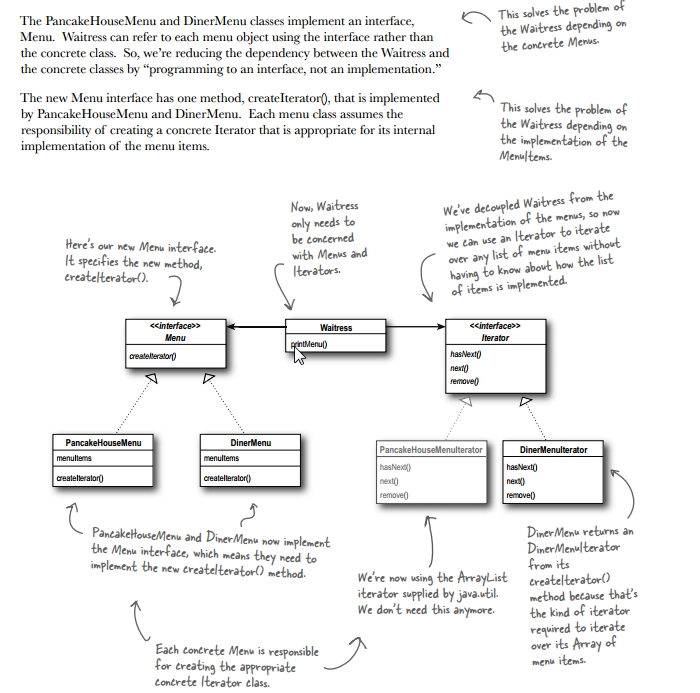 The PancakeHouseMenu and DinerMenu classes implement an interface,
Menu.  Waitress can refer to each menu object using the interface rather than
the concrete class.  So, we're reducing the dependency between the Waitress and
the concrete classes by “programming to an interface, not an implementation.”
This solves the problem of
the Waitress depending on
the concrete Menus.
The new Menu interface has one method, createIterator(), that is implemented
by PancakeHouseMenu and DinerMenu.  Each menu class assumes the
responsibility of creating a concrete Iterator that is appropriate for its internal
implementation of the menu items.
This solves the problem of
the Waitress depending on
the implementation of the
MenuItems.
Here's our new Menu interface.
It specifies the new method,
createIterator().
Now, Waitress
only needs to
be concerned
with Menus and
Iterators.
We've decoupled Waitress from the
implementation of the menus, so now
we can use an Iterator to iterate
over any list of menu items without
having to know about how the list
of items is implemented.
<<interface>>
Menu
createIterator()
Waitress
printMenu()
<<interface>>
Iterator
hasNext()
next()
remove()
PancakeHouseMenu
menuItems
createIterator()
DinerMenu
menuItems
createIterator()
PancakeHouseMenuIterator
hasNext()
next()
remove()
DinerMenuIterator
hasNext()
next()
remove()
PancakeHouseMenu and DinerMenu now implement
the Menu interface, which means they need to
implement the new createIterator() method.
We're now using the ArrayList
iterator supplied by java.util.
We don't need this anymore.
DinerMenu returns an
DinerMenuIterator
from its
createIterator()
method because that's
the kind of iterator
required to iterate
over its Array of
menu items.
Each concrete Menu is responsible
for creating the appropriate
concrete Iterator class.